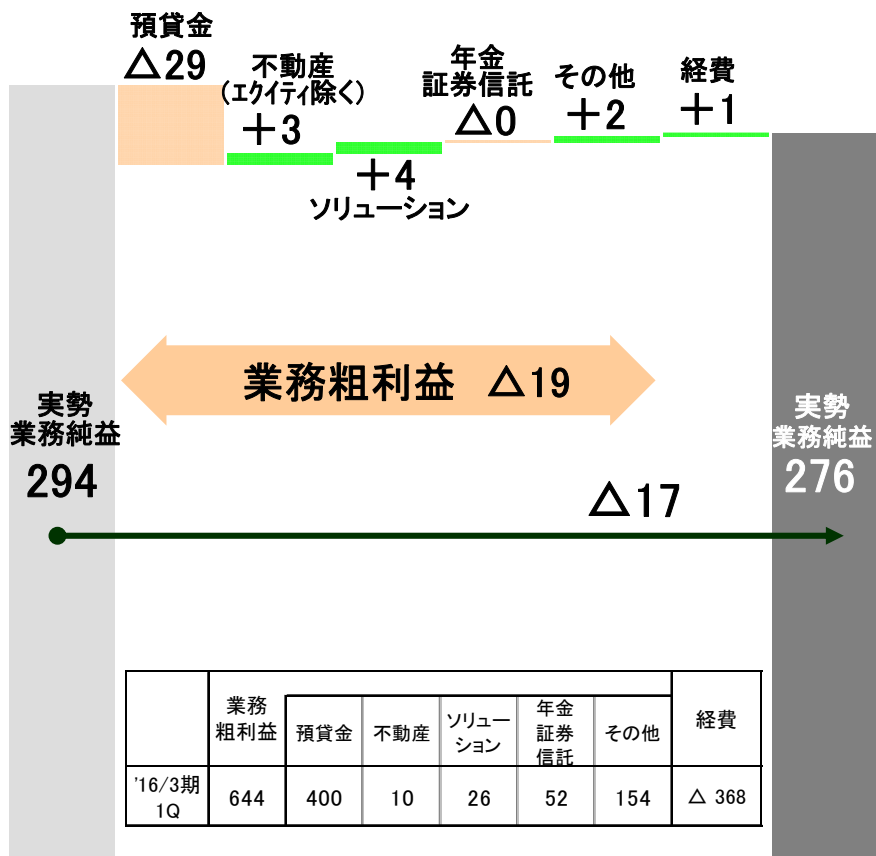 預貸金
△29
不動産
(エクイティ除く)
＋3
＋4
ソリューション
年金
証券信託
△0
その他
＋2
経費
＋1
業務粗利益 △19
実勢
業務純益
294
実勢
業務純益
276
△17
業務
粗利益
預貸金
不動産
ソリュー
ション
年金
証券
信託
その他
経費
'16/3期
1Q
644
400
10
26
52
154
△ 368